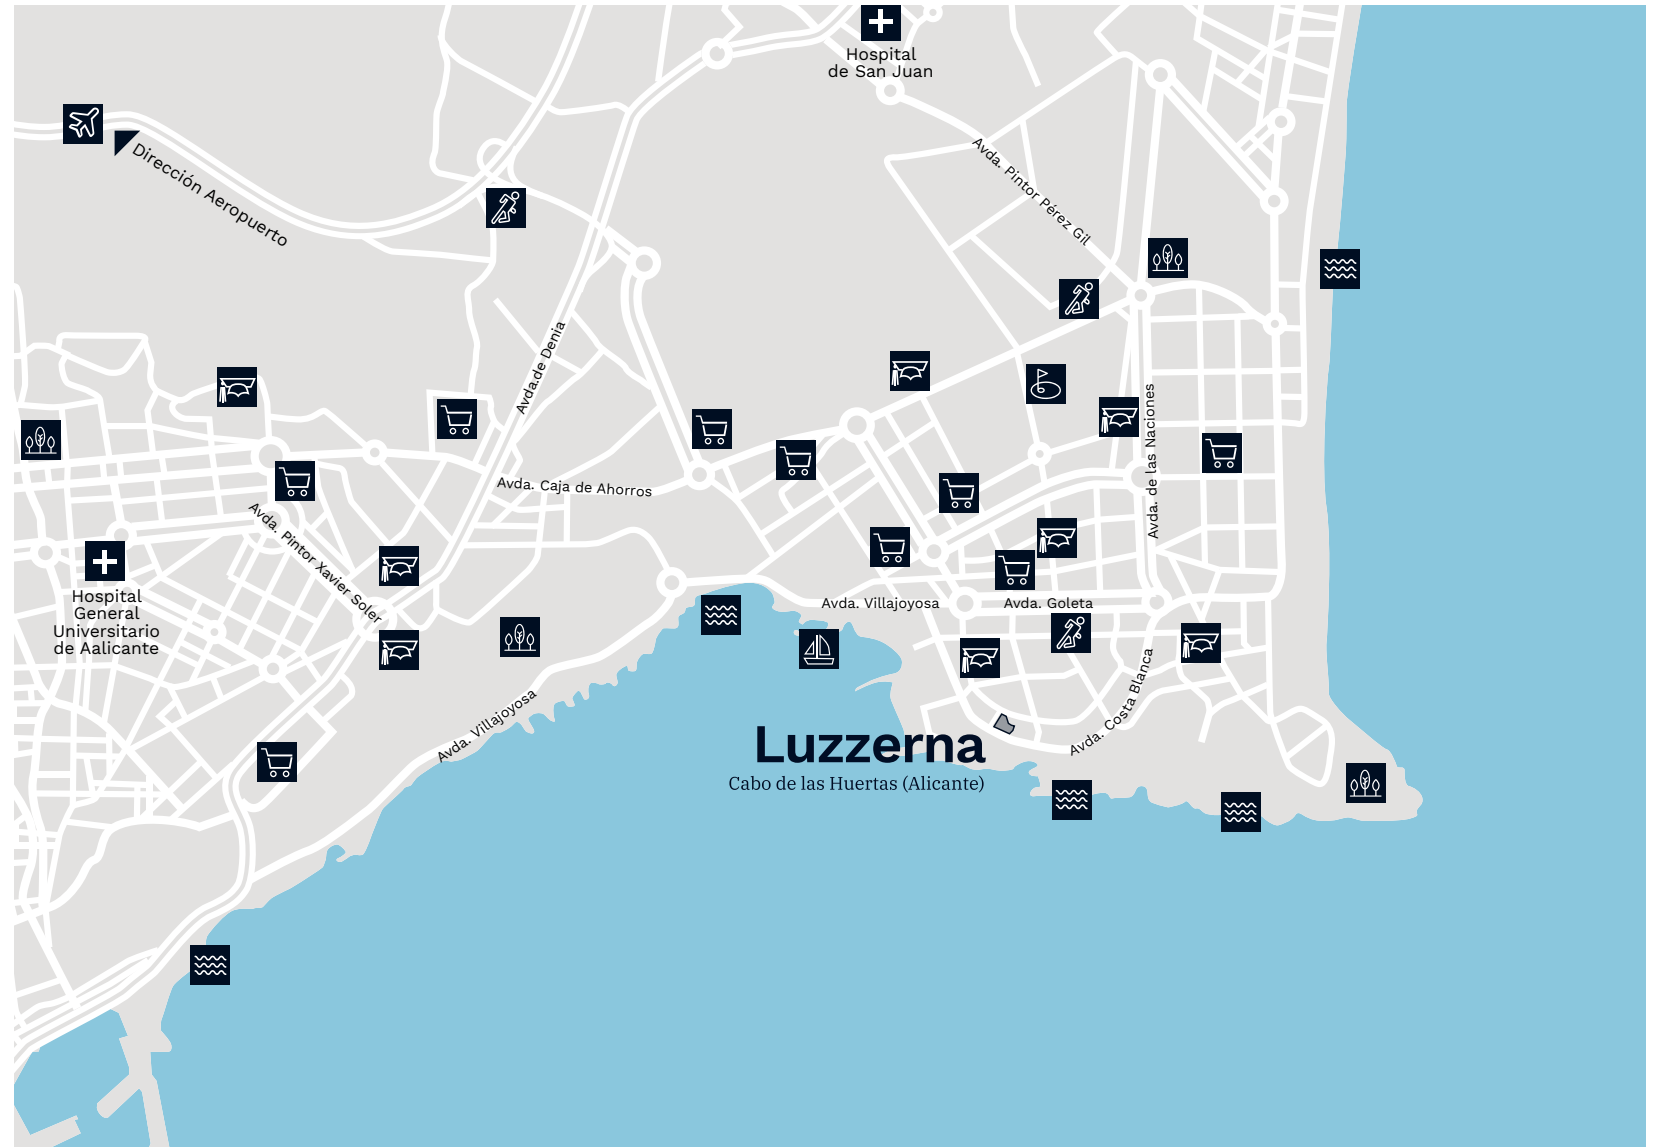 Hospital
de San Juan
Avda. Pintor Pérez Gil
Dirección Aeropuerto
Avda.de Denia
Avda. de las Naciones
Avda. Caja de Ahorros
Avda. Pintor Xavier Soler
Hospital
General
Universitario
de Aalicante
Avda. Villajoyosa
Avda. Goleta
Avda. Costa Blanca
Avda. Villajoyosa
Luzzerna
Cabo de las Huertas (Alicante)